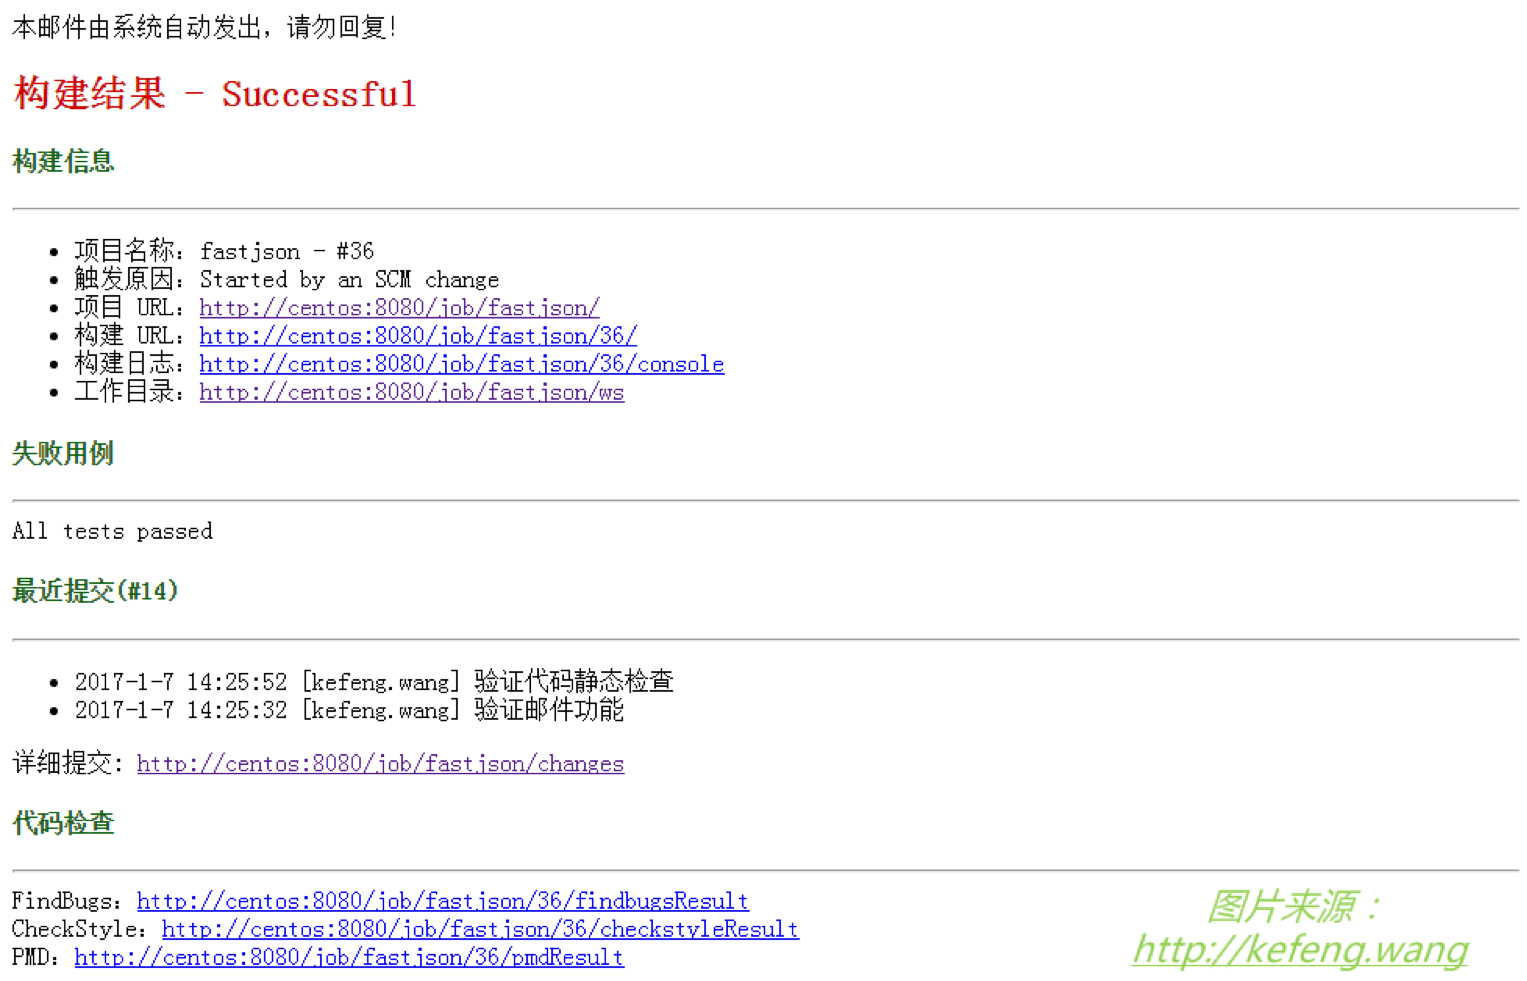 本邮件由系统自动发出，请勿回复！
构建结果 - Successful
构建信息
项目名称：fastjson - #36
触发原因：Started by an SCM change
项目 URL：http://centos:8080/job/fastjson/
构建 URL：http://centos:8080/job/fastjson/36/
构建日志：http://centos:8080/job/fastjson/36/console
工作目录：http://centos:8080/job/fastjson/ws
失败用例
All tests passed
最近提交(#14)
2017-1-7 14:25:52 [kefeng.wang] 验证代码静态检查
2017-1-7 14:25:32 [kefeng.wang] 验证邮件功能
详细提交: http://centos:8080/job/fastjson/changes
代码检查
FindBugs：http://centos:8080/job/fastjson/36/findbugsResult
CheckStyle：http://centos:8080/job/fastjson/36/checkstyleResult
PMD：http://centos:8080/job/fastjson/36/pmdResult
图片来源：
http://kefeng.wang